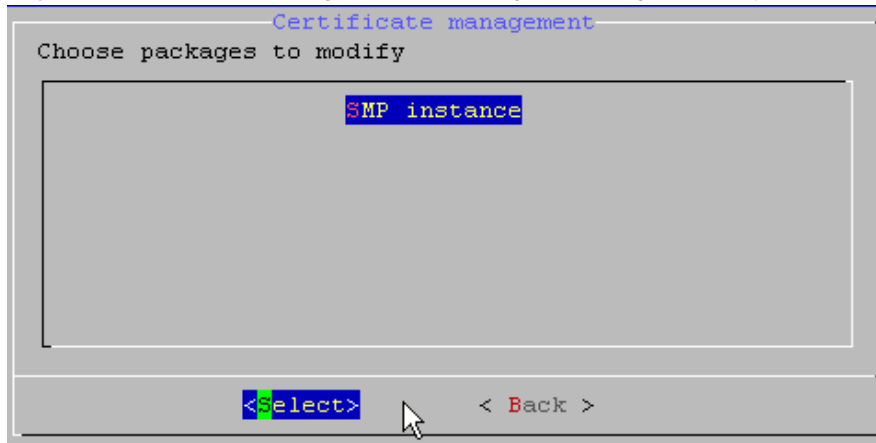 Certificate management
Choose packages to modify
SMP instance
<Select> < Back >